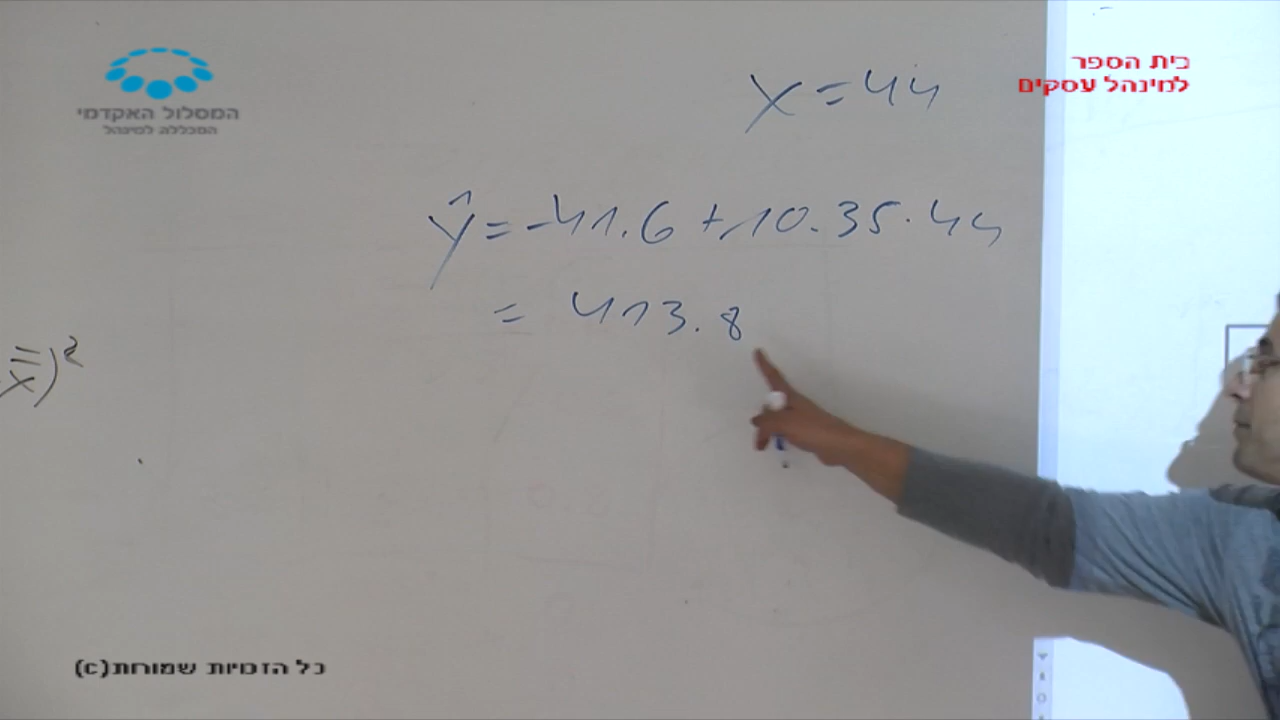 בית הספר
למינהל עסקים
המסלול האקדמי
המכללה למינהל
x = 44
ŷ = -41.6 + 10.35 · 44
= 413.8
x̿)²
כל הזכויות שמורות (c)